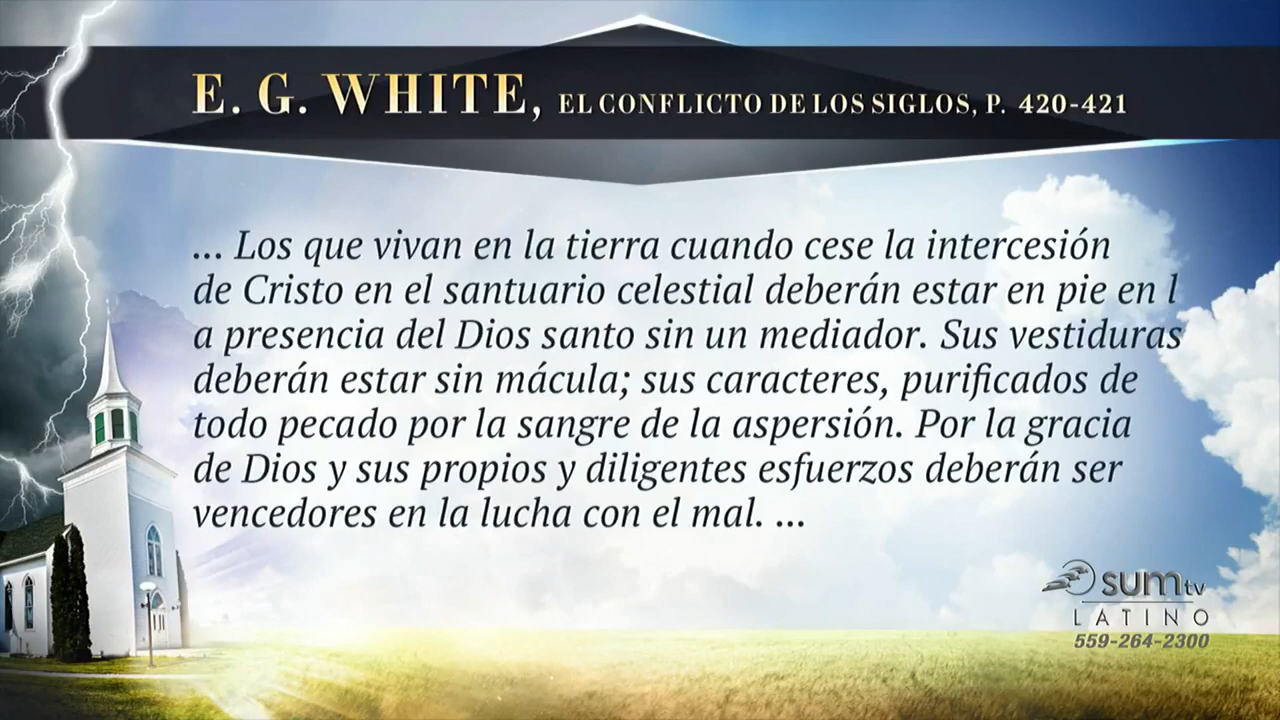 E. G. WHITE, EL CONFLICTO DE LOS SIGLOS, P. 420-421
... Los que vivan en la tierra cuando cese la intercesión
de Cristo en el santuario celestial deberán estar en pie en l
a presencia del Dios santo sin un mediador. Sus vestiduras
deberán estar sin mácula; sus caracteres, purificados de
todo pecado por la sangre de la aspersión. Por la gracia
de Dios y sus propios y diligentes esfuerzos deberán ser
vencedores en la lucha con el mal. ...
sumtv
LATINO
559-264-2300